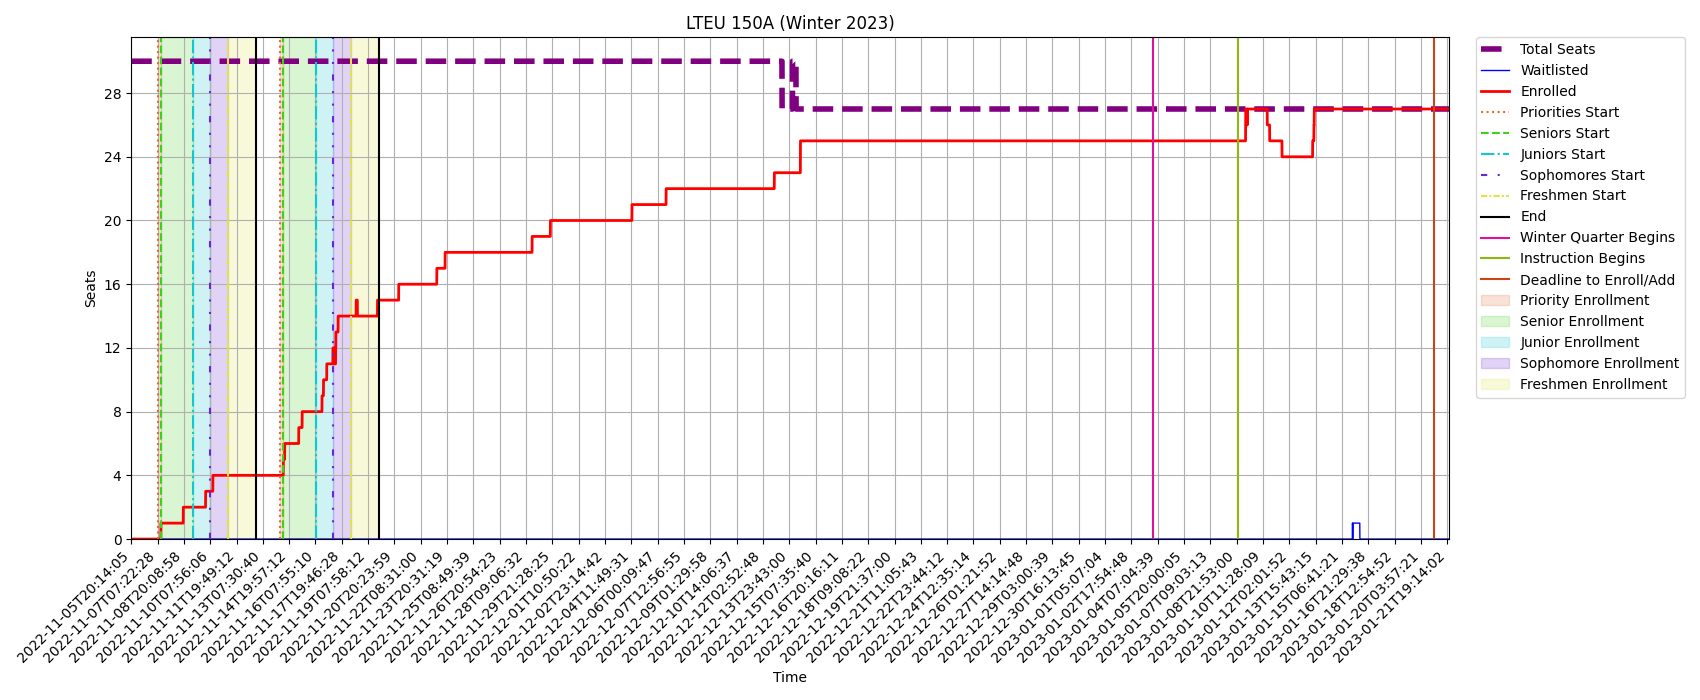 LTEU 150A (Winter 2023)
Seats
28
24
20
16
12
8
4
0
2022-11-05T20:14:05
2022-11-07T07:22:28
2022-11-08T20:08:58
2022-11-10T07:56:06
2022-11-11T19:49:12
2022-11-13T07:30:40
2022-11-14T19:57:12
2022-11-16T07:55:10
2022-11-17T19:46:28
2022-11-19T07:58:12
2022-11-20T20:23:59
2022-11-22T08:31:00
2022-11-23T20:31:19
2022-11-25T08:49:39
2022-11-26T20:54:23
2022-11-28T09:06:32
2022-11-29T21:28:25
2022-12-01T10:50:22
2022-12-02T23:14:42
2022-12-04T11:49:31
2022-12-06T00:09:47
2022-12-07T12:56:55
2022-12-09T01:29:58
2022-12-10T14:06:37
2022-12-12T02:52:48
2022-12-13T23:43:00
2022-12-15T07:35:40
2022-12-16T20:16:11
2022-12-18T09:08:22
2022-12-19T21:37:00
2022-12-21T11:05:43
2022-12-22T23:44:12
2022-12-24T12:35:14
2022-12-26T01:21:52
2022-12-27T14:14:48
2022-12-29T03:00:39
2022-12-30T16:13:45
2023-01-01T05:07:04
2023-01-02T17:54:48
2023-01-04T07:04:39
2023-01-05T20:00:05
2023-01-07T09:03:13
2023-01-08T21:53:00
2023-01-10T11:28:09
2023-01-12T02:01:52
2023-01-13T15:43:15
2023-01-15T06:41:21
2023-01-16T21:29:38
2023-01-18T12:54:52
2023-01-20T03:57:21
2023-01-21T19:14:02
Time
Total Seats
Waitlisted
Enrolled
Priorities Start
Seniors Start
Juniors Start
Sophomores Start
Freshmen Start
End
Winter Quarter Begins
Instruction Begins
Deadline to Enroll/Add
Priority Enrollment
Senior Enrollment
Junior Enrollment
Sophomore Enrollment
Freshmen Enrollment